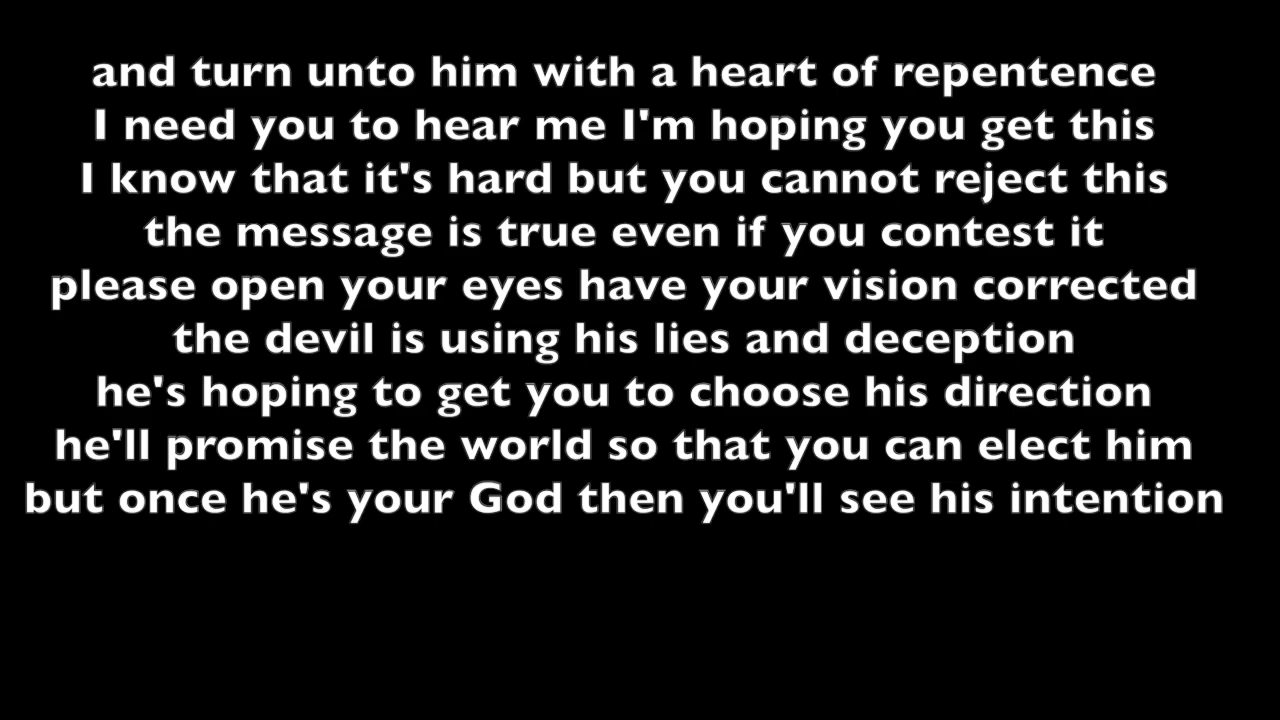 and turn unto him with a heart of repentence
I need you to hear me I'm hoping you get this
I know that it's hard but you cannot reject this
the message is true even if you contest it
please open your eyes have your vision corrected
the devil is using his lies and deception
he's hoping to get you to choose his direction
he'll promise the world so that you can elect him
but once he's your God then you'll see his intention